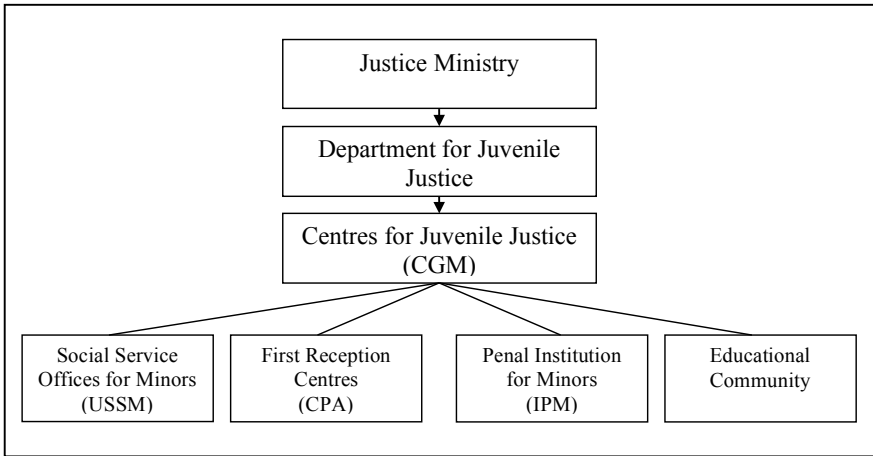 Justice Ministry
Department for Juvenile
Justice
Centres for Juvenile Justice
(CGM)
Social Service
Offices for Minors
(USSM)
First Reception
Centres
(CPA)
Penal Institution
for Minors
(IPM)
Educational
Community